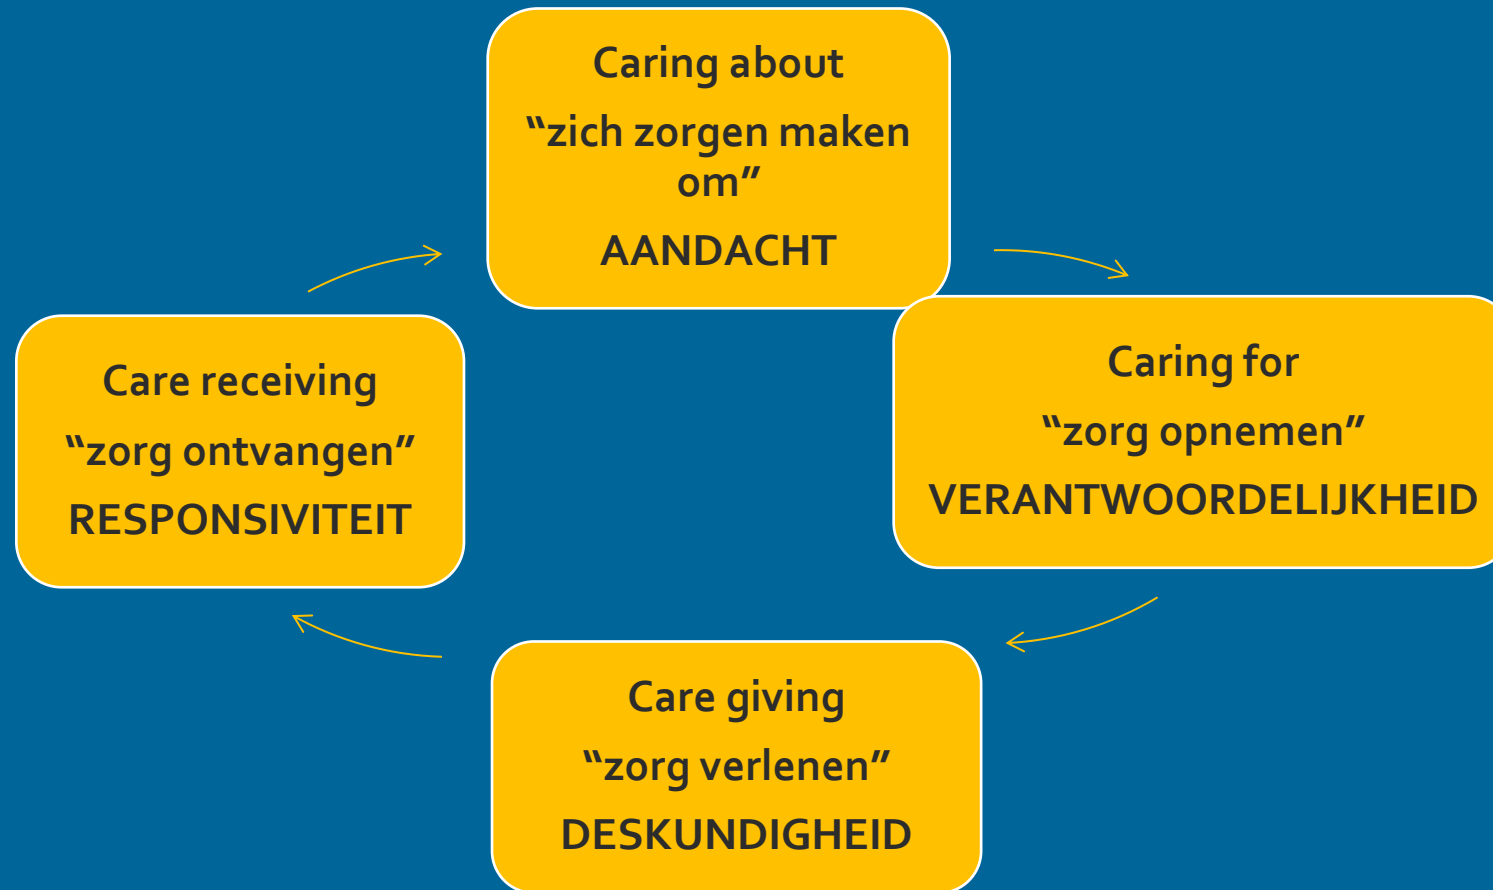 Caring about
“zich zorgen maken
om”
AANDACHT
Caring for
“zorg opnemen”
VERANTWOORDELIJKHEID
Care giving
“zorg verlenen”
DESKUNDIGHEID
Care receiving
“zorg ontvangen”
RESPONSIVITEIT